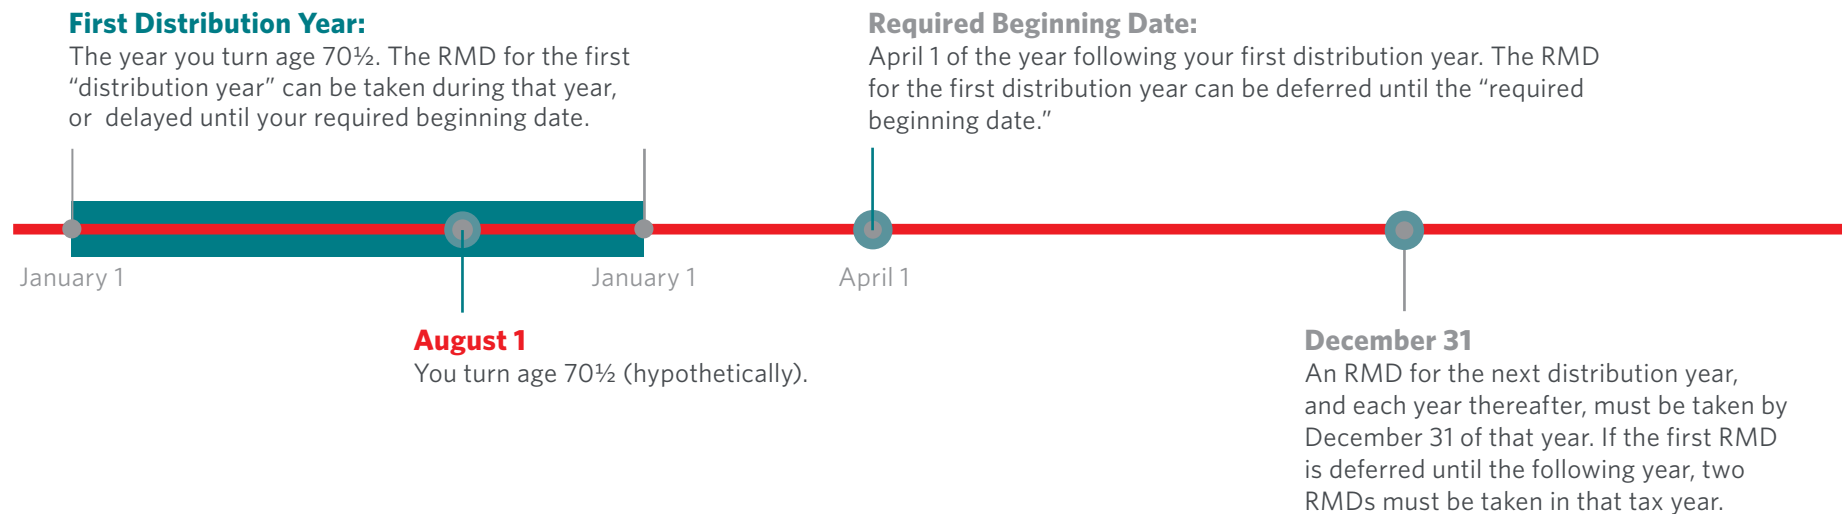 First Distribution Year:
The year you turn age 70½. The RMD for the first
“distribution year” can be taken during that year,
or delayed until your required beginning date.
Required Beginning Date:
April 1 of the year following your first distribution year. The RMD
for the first distribution year can be deferred until the “required
beginning date.”
January 1
January 1
April 1
August 1
You turn age 70½ (hypothetically).
December 31
An RMD for the next distribution year,
and each year thereafter, must be taken by
December 31 of that year. If the first RMD
is deferred until the following year, two
RMDs must be taken in that tax year.